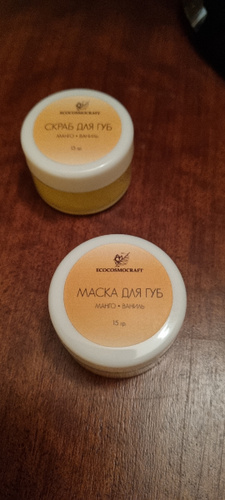 ECOCOSMOCRAFT
СКРАБ ДЛЯ ГУБ
МАНГО • ВАНИЛЬ
15 гр
ECOCOSMOCRAFT
МАСКА ДЛЯ ГУБ
МАНГО • ВАНИЛЬ
15 гр